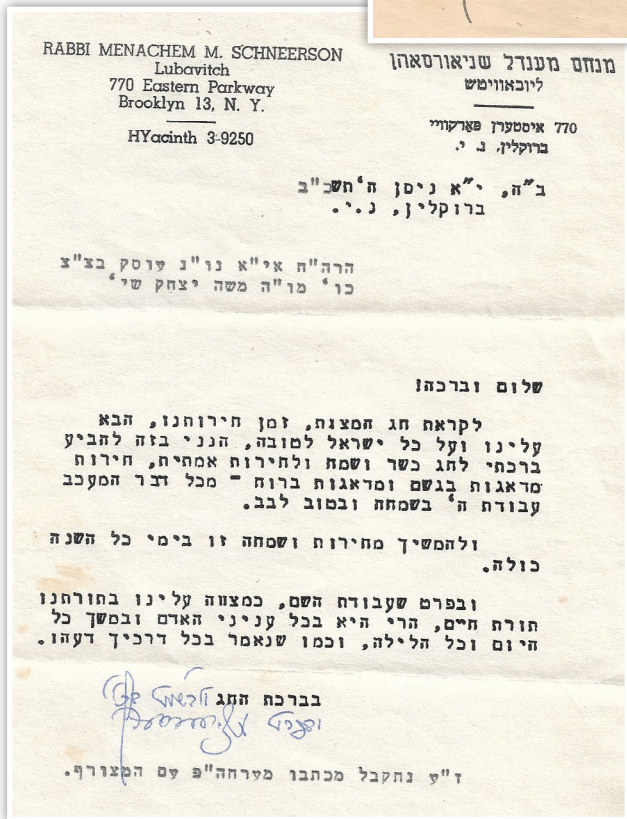 RABBI MENACHEM M. SCHNEERSON
Lubavitch
770 Eastern Parkway
Brooklyn 13, N. Y.
HYacinth 3-9250
מנחם מענדל שניאורסאהן
ליובאוויטש
770 איסטערן פארקוויי
ברוקלין, נ. י.
ב"ה, י"א ניסן ה'תשכ"ב
ברוקלין, נ.י.
הרה"ח אי"א נו"נ עוסק בצ"צ
כו' מו"ה משה יצחק שי'
שלום וברכה!
לקראת חג המצות, זמן חירותנו, הבא
עלינו ועל כל ישראל לטובה, הנני בזה להביע
ברכתי לחג כשר ושמח ולחירות אמתית, חירות
מדאגות בגשם ומדאגות ברוח - מכל דבר המעכב
עבודת ה' בשמחה ובטוב לבב.
ולהמשיך מחירות ושמחה זו בימי כל השנה
כולה.
ובפרט שעבודת השם, כמצווה עלינו בתורתנו
תורת חיים, הרי היא בכל עניני האדם ובמשך כל
היום וכל הלילה, וכמו שנאמר בכל דרכיך דעהו.
בברכת החג
ז"ע נתקבל מכתבו מערחה"פ עם המצורף.